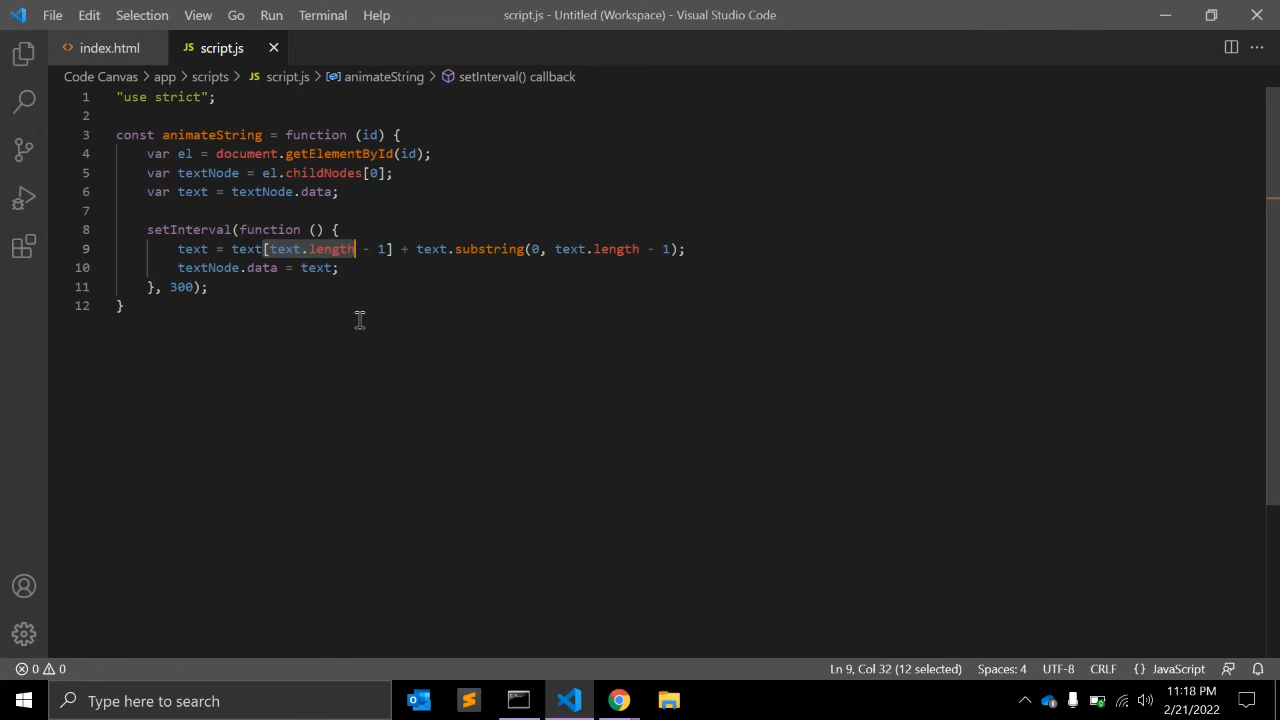 File Edit Selection View Go Run Terminal Help script.js - Untitled (Workspace) - Visual Studio Code
<> index.html JS script.js
Code Canvas > app > scripts > JS script.js > animateString > setInterval() callback
1 "use strict";
2
3 const animateString = function (id) {
4 var el = document.getElementById(id);
5 var textNode = el.childNodes[0];
6 var text = textNode.data;
7
8 setInterval(function () {
9 text = text[text.length - 1] + text.substring(0, text.length - 1);
10 textNode.data = text;
11 }, 300);
12 }
0 0 Ln 9, Col 32 (12 selected) Spaces: 4 UTF-8 CRLF {} JavaScript
Type here to search
11:18 PM
2/21/2022